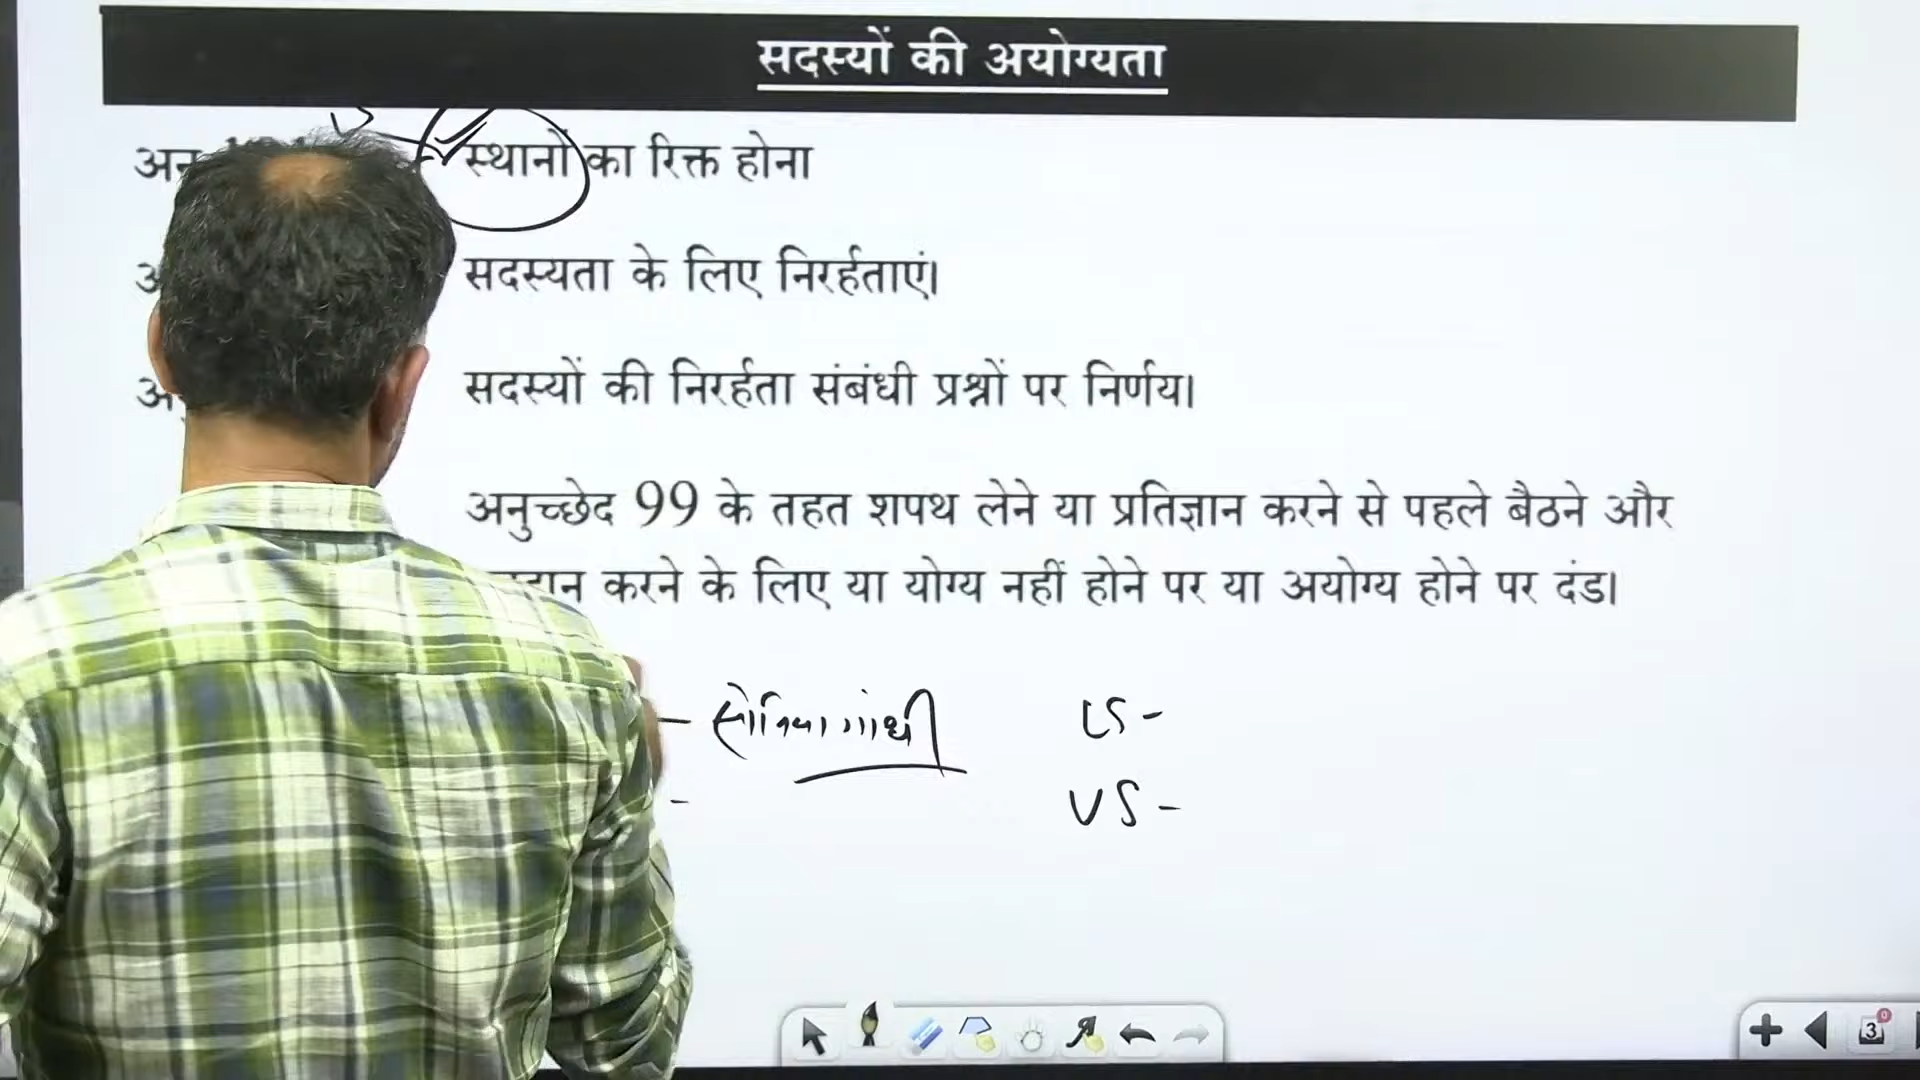 सदस्यों की अयोग्यता
स्थानों का रिक्त होना
सदस्यता के लिए निरर्हताएं।
सदस्यों की निरर्हता संबंधी प्रश्नों पर निर्णय।
अनुच्छेद 99 के तहत शपथ लेने या प्रतिज्ञान करने से पहले बैठने और
करने के लिए या योग्य नहीं होने पर या अयोग्य होने पर दंड।
– सोनिया गांधी
LS –
–
VS –
3